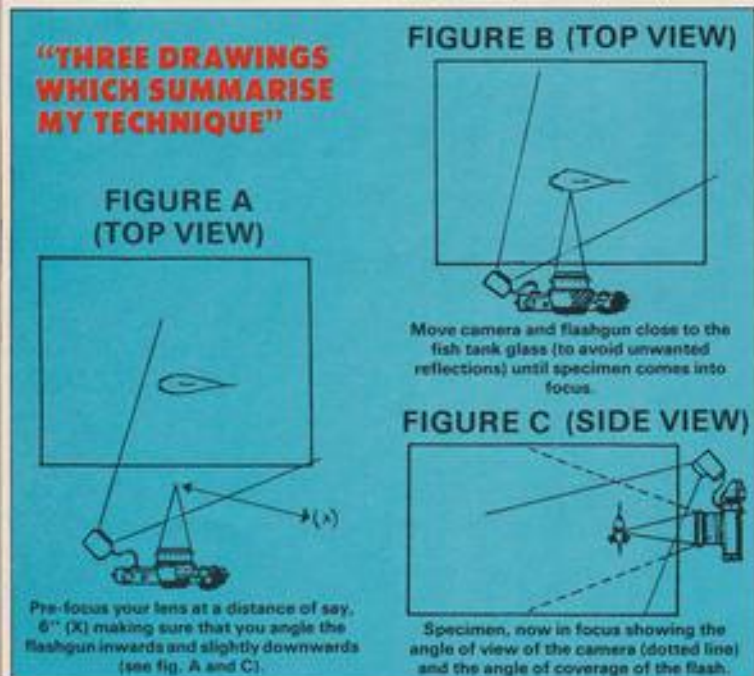 “THREE DRAWINGS
WHICH SUMMARISE
MY TECHNIQUE”
FIGURE A
(TOP VIEW)
(x)
Pre-focus your lens at a distance of say,
6" (X) making sure that you angle the
flashgun inwards and slightly downwards
(see fig. A and C).
FIGURE B (TOP VIEW)
Move camera and flashgun close to the
fish tank glass (to avoid unwanted
reflections) until specimen comes into
focus.
FIGURE C (SIDE VIEW)
Specimen, now in focus showing the
angle of view of the camera (dotted line)
and the angle of coverage of the flash.